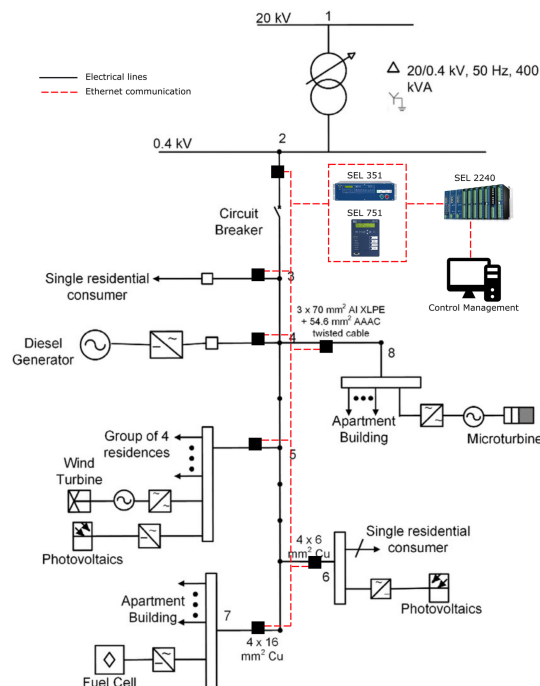 20 kV
1
Electrical lines
Ethernet communication
20/0.4 kV, 50 Hz, 400
kVA
0.4 kV
2
SEL 351
SEL 2240
SEL 751
Circuit
Breaker
Control Management
Single residential
consumer
3
3 x 70 mm² Al XLPE
+ 54.6 mm² AAAC
twisted cable
Diesel
Generator
4
8
Apartment
Building
Microturbine
Group of 4
residences
5
Wind
Turbine
Photovoltaics
4 x 6
mm² Cu
6
Single residential
consumer
Photovoltaics
Apartment
Building
7
4 x 16
mm² Cu
Fuel Cell